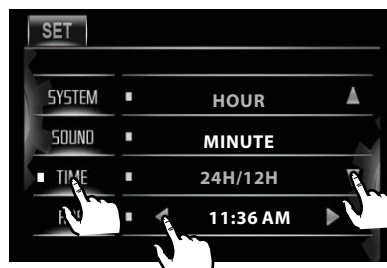 SET
SYSTEM
HOUR
SOUND
MINUTE
TIME
24H/12H
11:36 AM